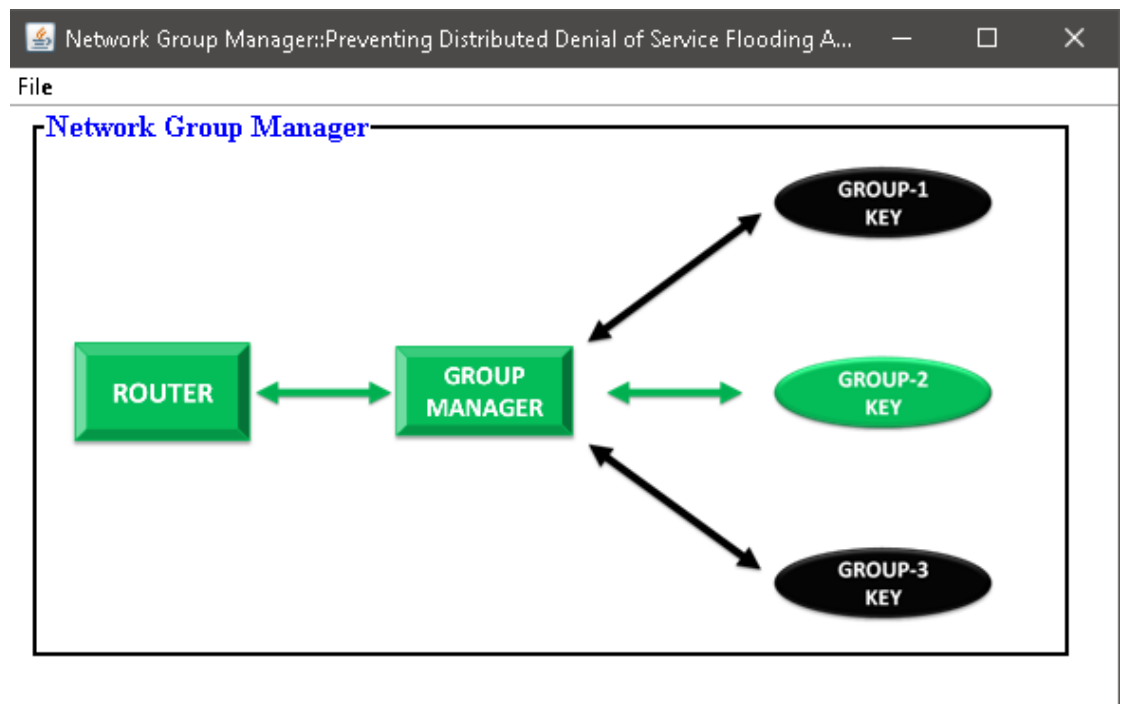 Network Group Manager::Preventing Distributed Denial of Service Flooding A...
File
Network Group Manager
GROUP-1
KEY
ROUTER
GROUP
MANAGER
GROUP-2
KEY
GROUP-3
KEY